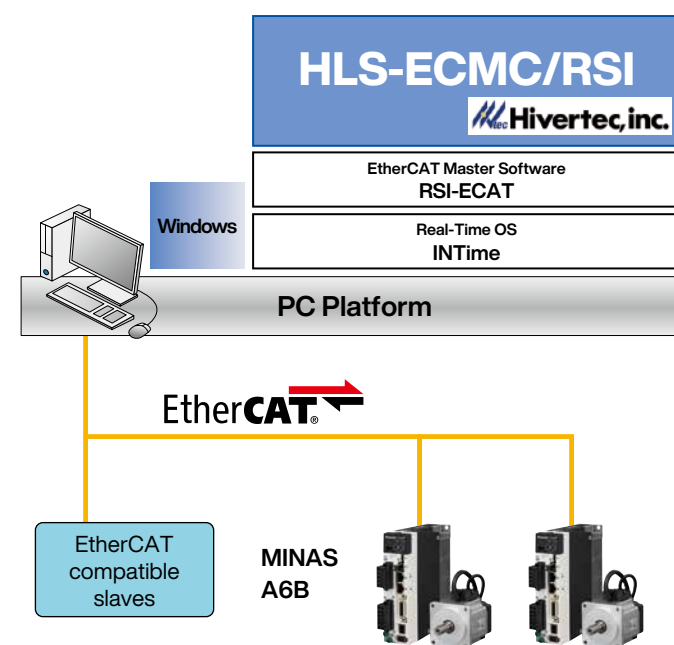 HLS-ECMC/RSI
Mtec Hivertec,inc.
EtherCAT Master Software
RSI-ECAT
Windows
Real-Time OS
INTime
PC Platform
EtherCAT®
EtherCAT
compatible
slaves
MINAS
A6B